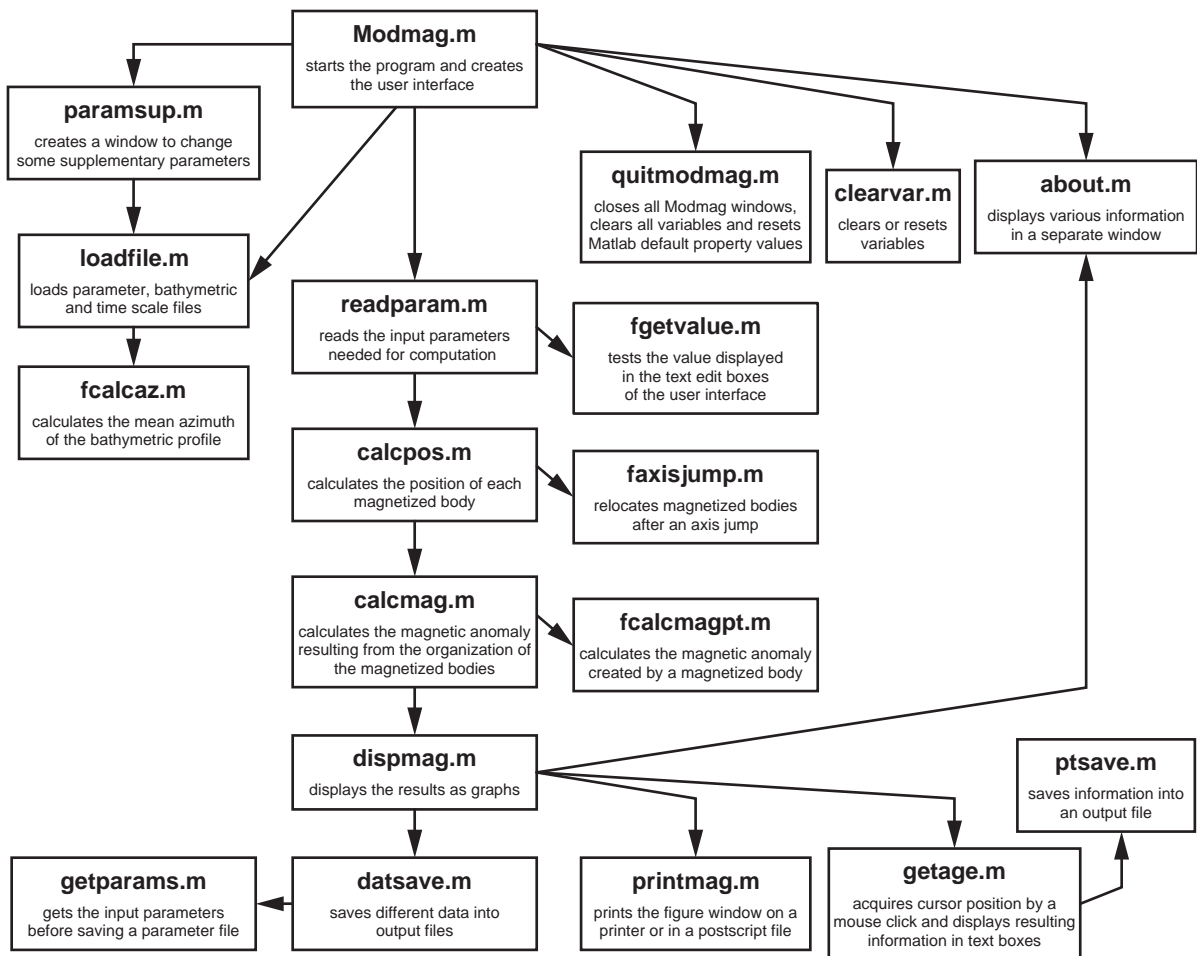 Modmag.m
starts the program and creates
the user interface
paramsup.m
creates a window to change
some supplementary parameters
quitmodmag.m
closes all Modmag windows,
clears all variables and resets
Matlab default property values
clearvar.m
clears or resets
variables
about.m
displays various information
in a separate window
loadfile.m
loads parameter, bathymetric
and time scale files
readparam.m
reads the input parameters
needed for computation
fgetvalue.m
tests the value displayed
in the text edit boxes
of the user interface
fcalcaz.m
calculates the mean azimuth
of the bathymetric profile
calcpos.m
calculates the position of each
magnetized body
faxisjump.m
relocates magnetized bodies
after an axis jump
calcmag.m
calculates the magnetic anomaly
resulting from the organization of
the magnetized bodies
fcalcmagpt.m
calculates the magnetic anomaly
created by a magnetized body
dispmag.m
displays the results as graphs
ptsave.m
saves information into
an output file
getparams.m
gets the input parameters
before saving a parameter file
datsave.m
saves different data into
output files
printmag.m
prints the figure window on a
printer or in a postscript file
getage.m
acquires cursor position by a
mouse click and displays resulting
information in text boxes